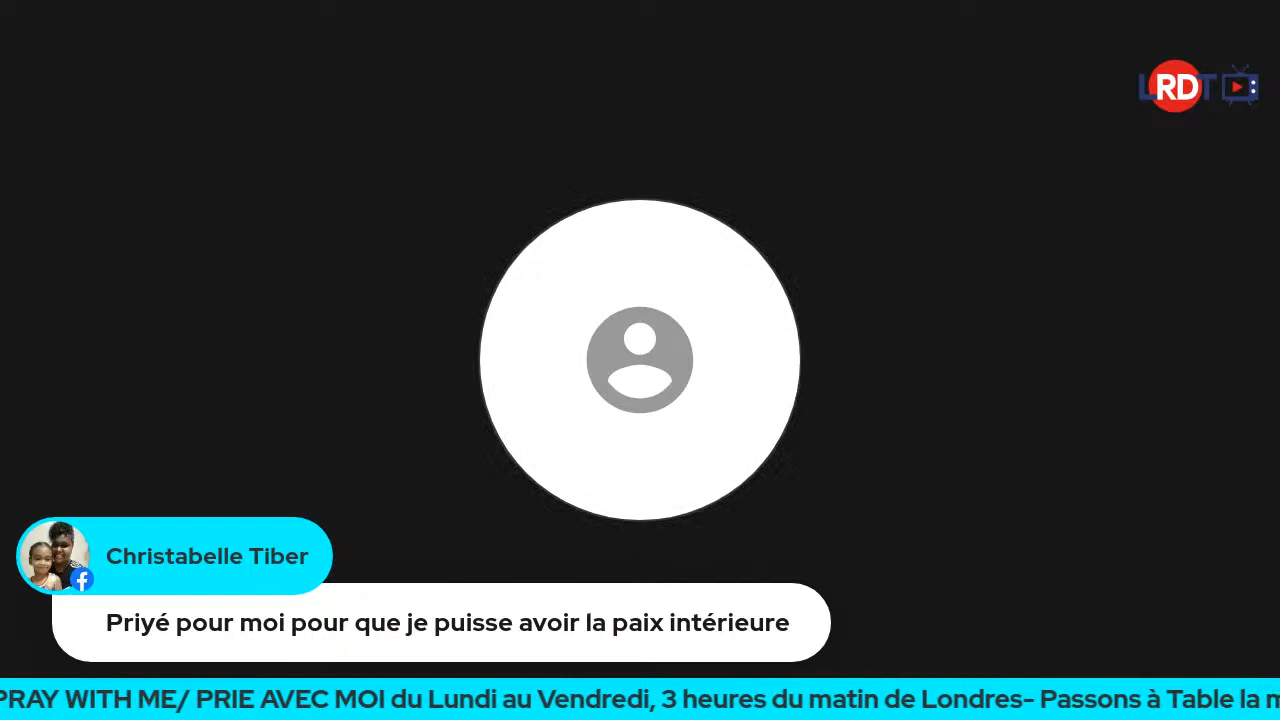 LRDT
Christabelle Tiber
Priyé pour moi pour que je puisse avoir la paix intérieure
PRAY WITH ME/ PRIE AVEC MOI du Lundi au Vendredi, 3 heures du matin de Londres- Passons à Table la